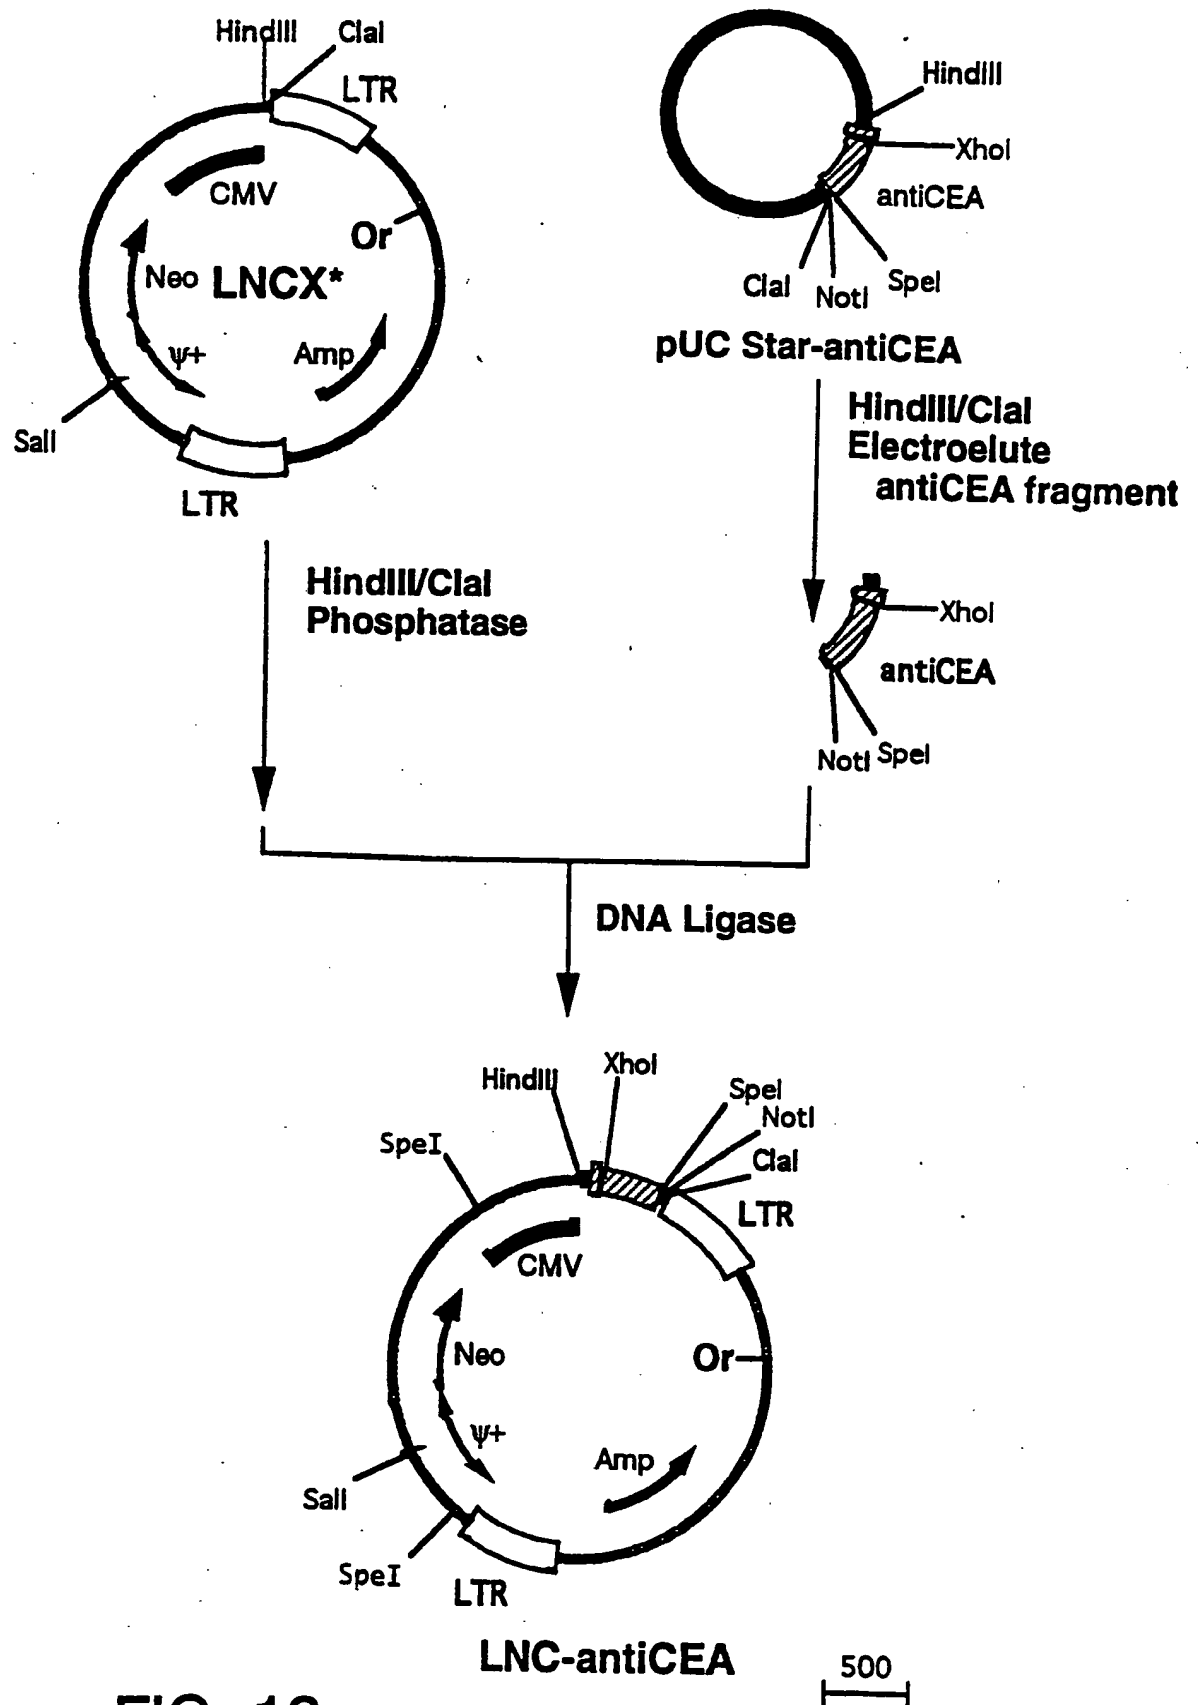 HindIII
ClaI
LTR
CMV
Or
Neo
LNCX*
ψ+
Amp
SalI
LTR
HindIII
XhoI
antiCEA
ClaI
NotI
SpeI
pUC Star-antiCEA
HindIII/ClaI
Phosphatase
HindIII/ClaI
Electroelute
antiCEA fragment
XhoI
antiCEA
NotI
SpeI
DNA Ligase
HindIII
XhoI
SpeI
NotI
ClaI
SpeI
LTR
CMV
Neo
Or
ψ+
Amp
SalI
SpeI
LTR
LNC-antiCEA
500